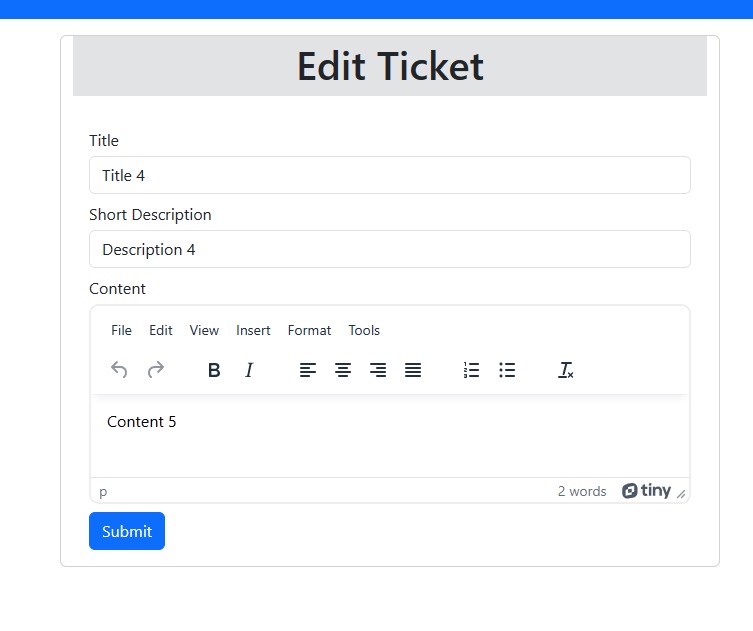 Edit Ticket
Title
Title 4
Short Description
Description 4
Content
File Edit View Insert Format Tools
B I
Content 5
p 2 words tiny
Submit